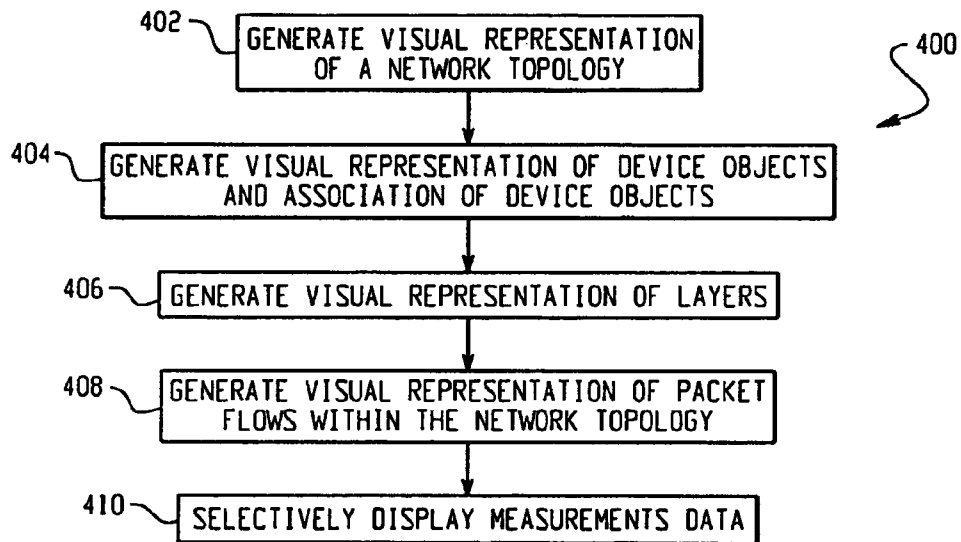 402
GENERATE VISUAL REPRESENTATION
OF A NETWORK TOPOLOGY
400
404
GENERATE VISUAL REPRESENTATION OF DEVICE OBJECTS
AND ASSOCIATION OF DEVICE OBJECTS
406
GENERATE VISUAL REPRESENTATION OF LAYERS
408
GENERATE VISUAL REPRESENTATION OF PACKET
FLOWS WITHIN THE NETWORK TOPOLOGY
410
SELECTIVELY DISPLAY MEASUREMENTS DATA